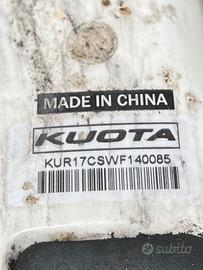 MADE IN CHINA
KUOTA
KUR17CSWF140085
subito